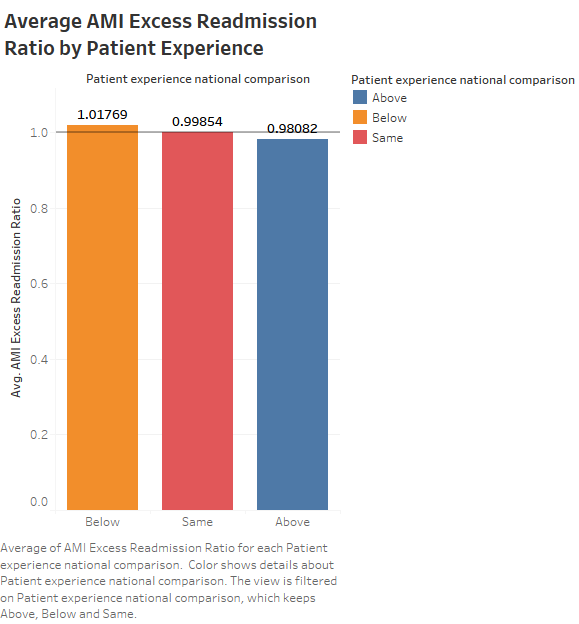 Average AMI Excess Readmission
Ratio by Patient Experience
Patient experience national comparison
Patient experience national comparison
Above
Below
Same
1.01769
0.99854
0.98082
Avg. AMI Excess Readmission Ratio
1.0
0.8
0.6
0.4
0.2
0.0
Below
Same
Above
Average of AMI Excess Readmission Ratio for each Patient
experience national comparison.  Color shows details about
Patient experience national comparison. The view is filtered
on Patient experience national comparison, which keeps
Above, Below and Same.